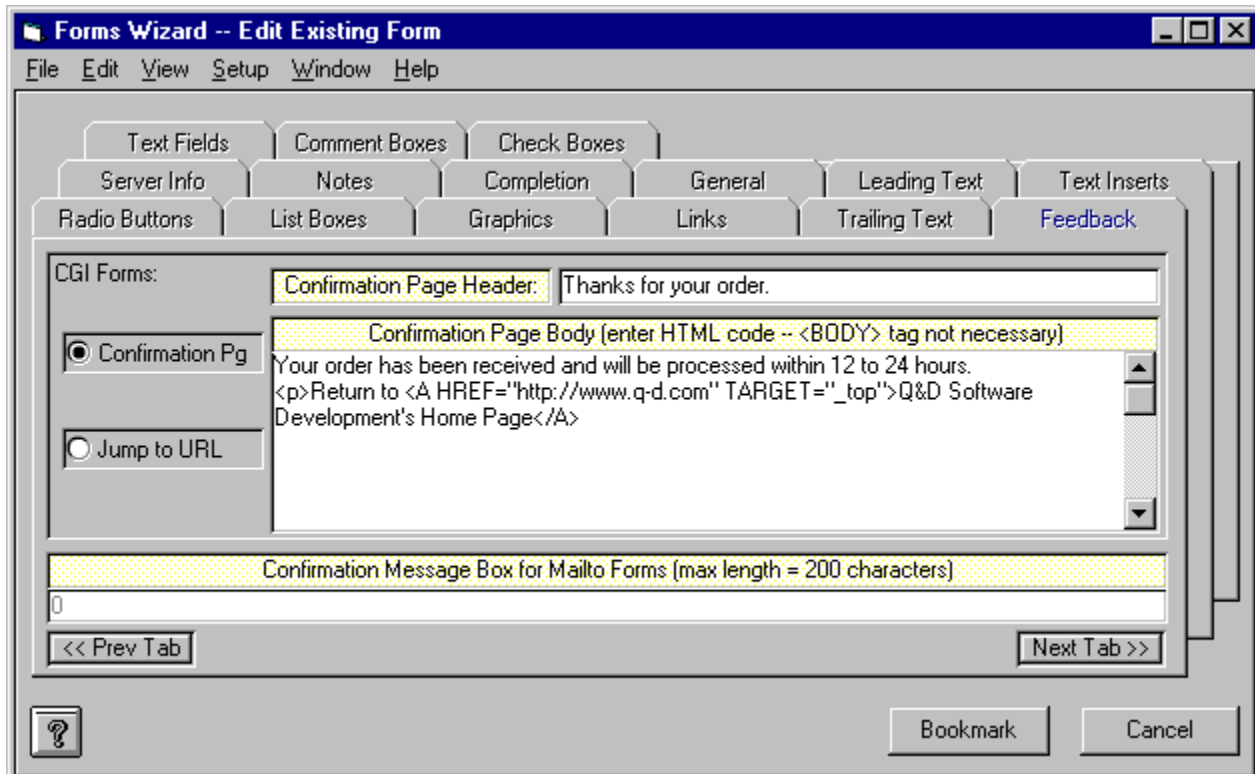 Forms Wizard -- Edit Existing Form
File Edit View Setup Window Help
Text Fields Comment Boxes Check Boxes
Server Info Notes Completion General Leading Text Text Inserts
Radio Buttons List Boxes Graphics Links Trailing Text Feedback
CGI Forms:
Confirmation Page Header: Thanks for your order.
Confirmation Page Body (enter HTML code -- <BODY> tag not necessary)
Confirmation Pg
Your order has been received and will be processed within 12 to 24 hours.
<p>Return to <A HREF="http://www.q-d.com" TARGET="_top">Q&D Software
Development's Home Page</A>
Jump to URL
Confirmation Message Box for Mailto Forms (max length = 200 characters)
0
<< Prev Tab Next Tab >>
? Bookmark Cancel